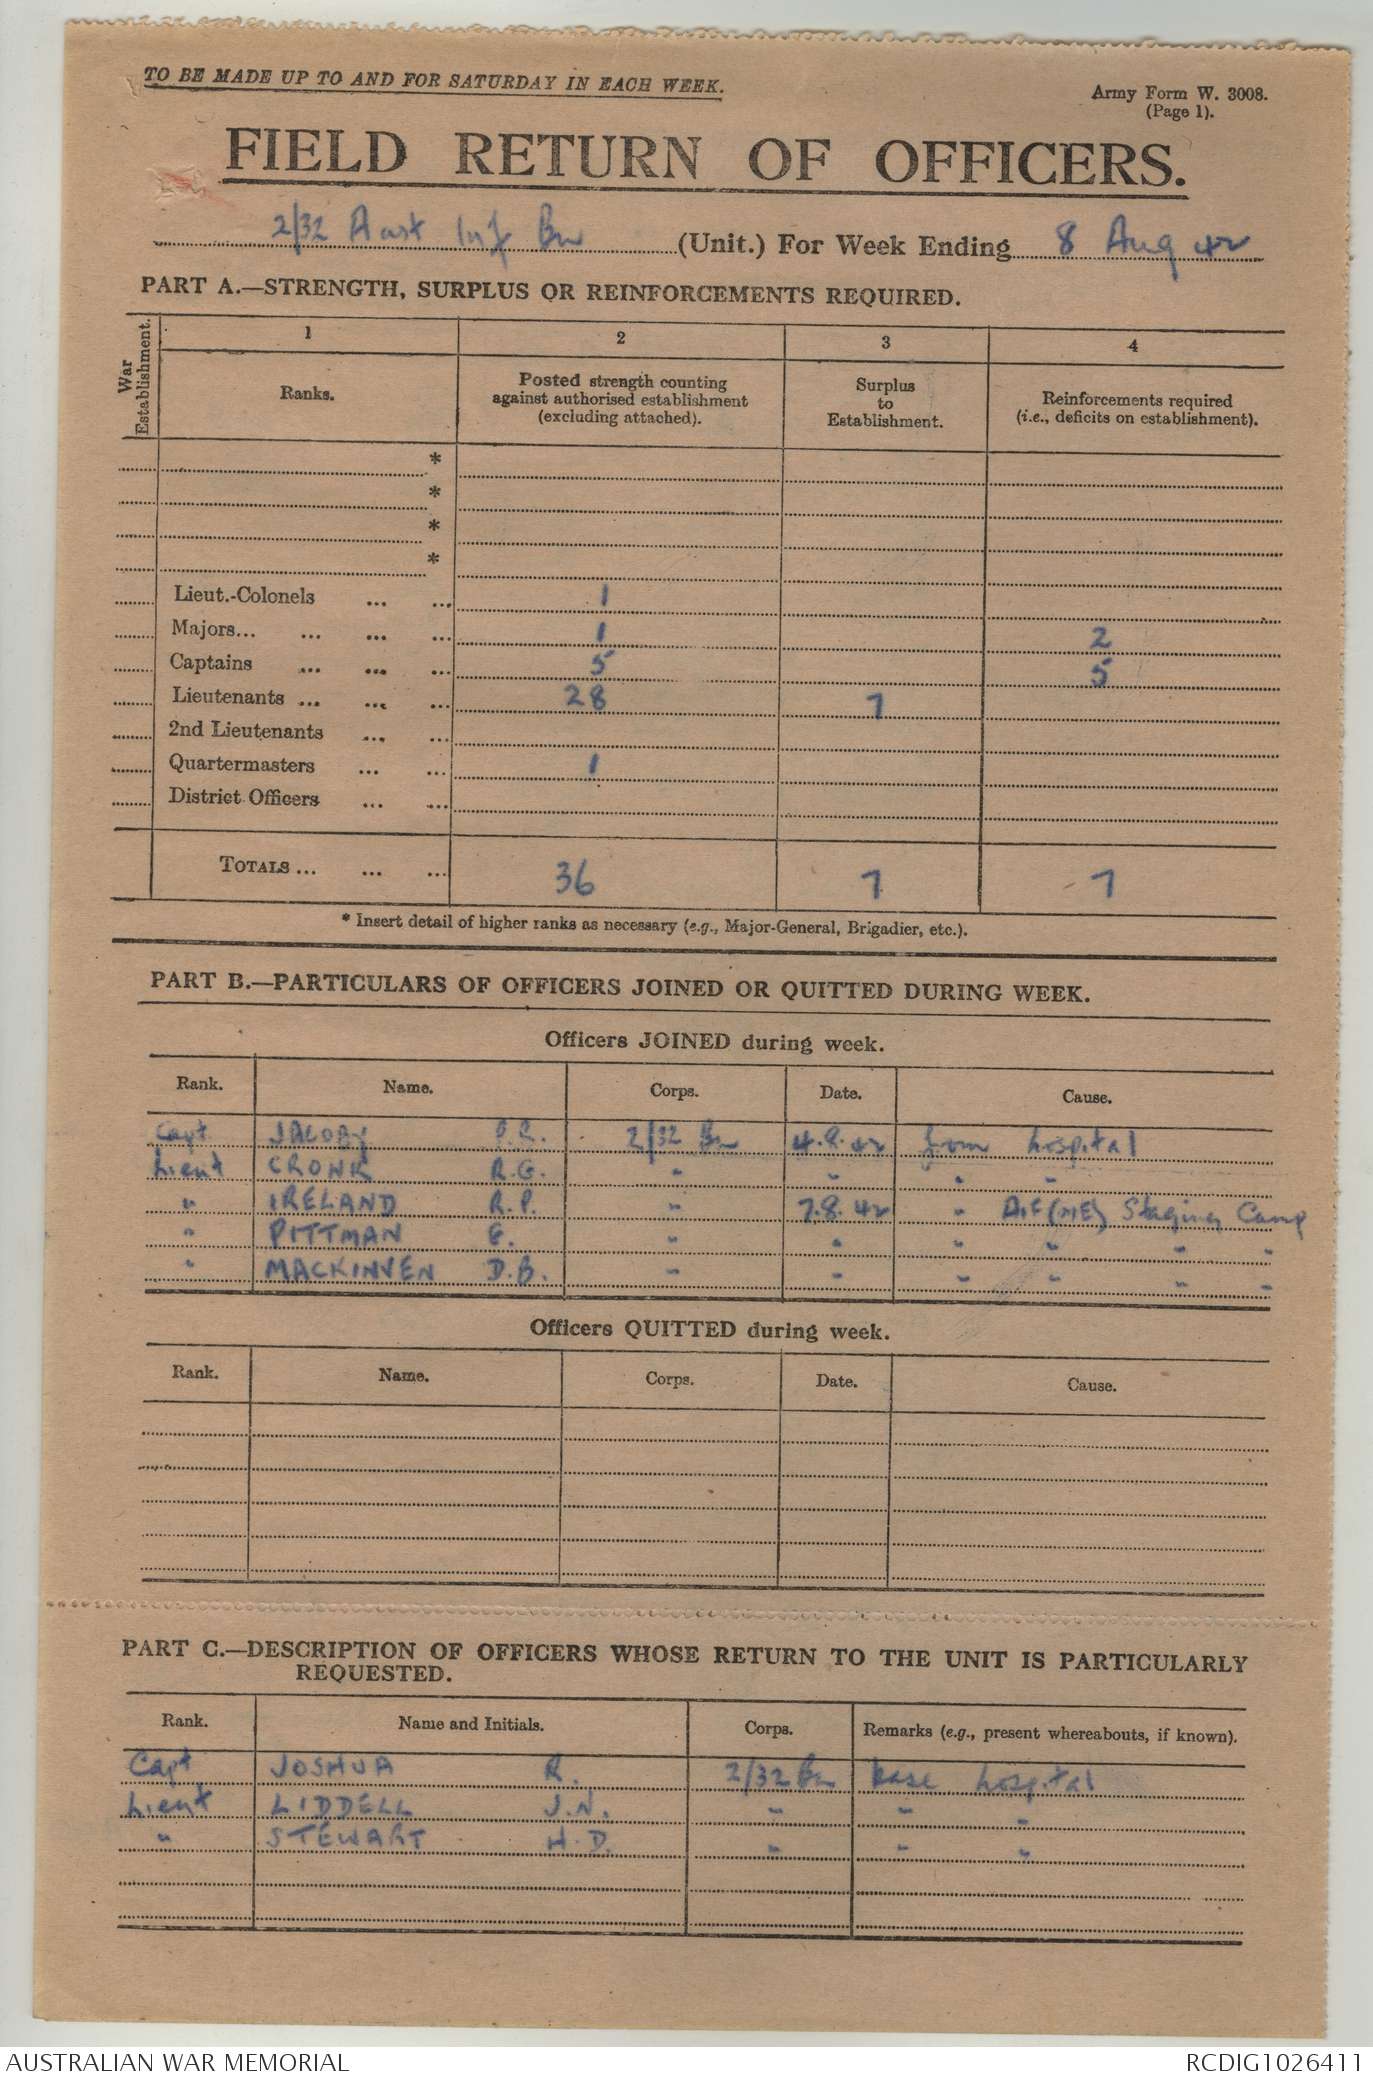 TO BE MADE UP TO AND FOR SATURDAY IN EACH WEEK.
Army Form W. 3008.
(Page 1).
FIELD RETURN OF OFFICERS.
2/32 Aust Inf Bn (Unit.) For Week Ending 8 Aug 42
PART A.—STRENGTH, SURPLUS OR REINFORCEMENTS REQUIRED.
War Establishment.
1 2 3 4
Ranks.
Posted strength counting
against authorised establishment
(excluding attached).
Surplus
to
Establishment.
Reinforcements required
(i.e., deficits on establishment).
*
*
*
*
Lieut.-Colonels ... ... 1
Majors... ... ... ... 1 2
Captains ... ... ... 5 5
Lieutenants ... ... ... 28 7
2nd Lieutenants ... ...
Quartermasters ... ... 1
District Officers ... ...
TOTALS ... ... ... 36 7 7
* Insert detail of higher ranks as necessary (e.g., Major-General, Brigadier, etc.).
PART B.—PARTICULARS OF OFFICERS JOINED OR QUITTED DURING WEEK.
Officers JOINED during week.
Rank. Name. Corps. Date. Cause.
Capt JACOBY P.R. 2/32 Bn 4.8.42 from hospital
Lieut CRONK R.G. " " " "
" IRELAND R.P. " 7.8.42 " AIF(ME) Staging Camp
" PITTMAN E. " " " " " "
" MACKINVEN D.B. " " " " " "
Officers QUITTED during week.
Rank. Name. Corps. Date. Cause.
PART C.—DESCRIPTION OF OFFICERS WHOSE RETURN TO THE UNIT IS PARTICULARLY
REQUESTED.
Rank. Name and Initials. Corps. Remarks (e.g., present whereabouts, if known).
Capt JOSHUA R. 2/32 Bn base hospital
Lieut LIDDELL J.N. " " "
" STEWART H.D. " " "
AUSTRALIAN WAR MEMORIAL
RCDIG1026411